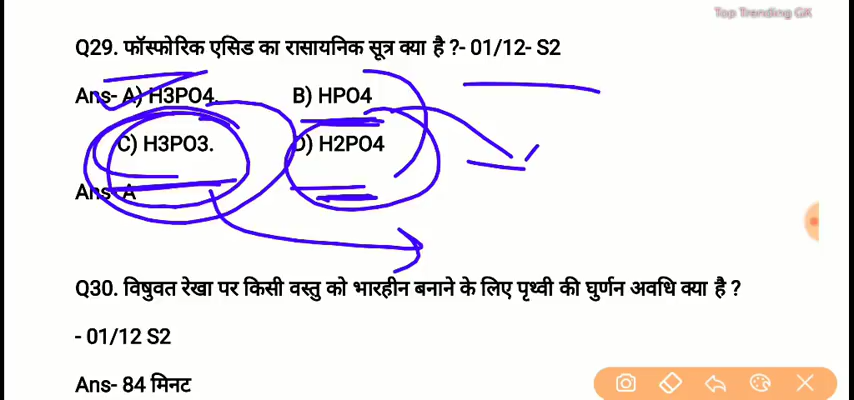 Top Trending GK
Q29. फॉस्फोरिक एसिड का रासायनिक सूत्र क्या है ?- 01/12- S2
Ans- A) H3PO4. B) HPO4
C) H3PO3. D) H2PO4
Ans- A
Q30. विषुवत रेखा पर किसी वस्तु को भारहीन बनाने के लिए पृथ्वी की घुर्णन अवधि क्या है ?
- 01/12 S2
Ans- 84 मिनट